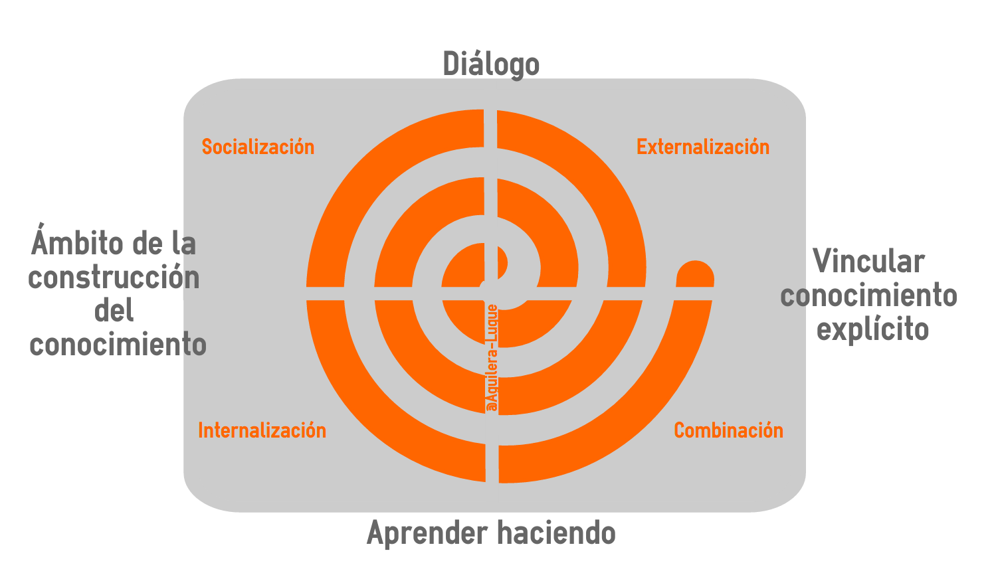 Diálogo
Socialización
Externalización
Ámbito de la
construcción
del
conocimiento
Vincular
conocimiento
explícito
@Aguilera-Luque
Internalización
Combinación
Aprender haciendo